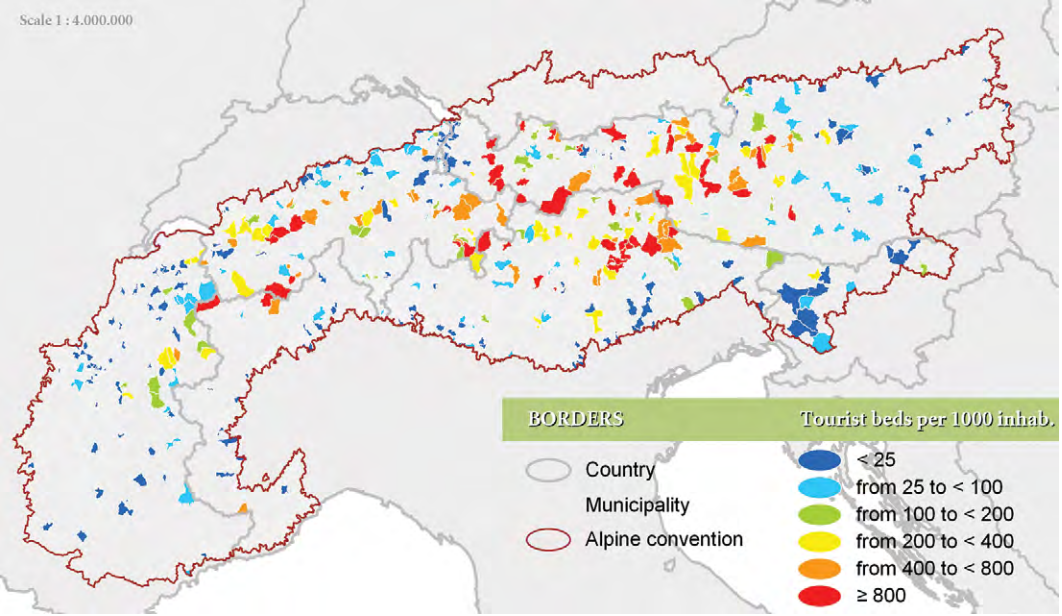 Scale 1 : 4.000.000
BORDERS
Tourist beds per 1000 inhab.
Country
Municipality
Alpine convention
< 25
from 25 to < 100
from 100 to < 200
from 200 to < 400
from 400 to < 800
≥ 800